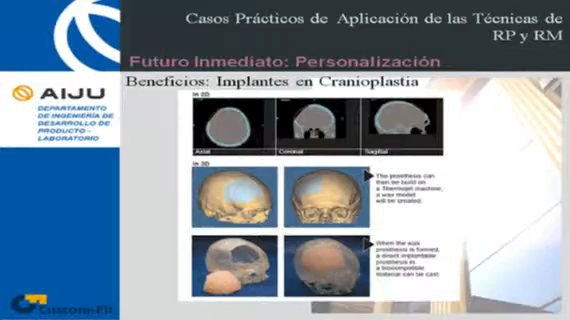 Casos Prácticos de Aplicación de las Técnicas de
RP y RM
Futuro Inmediato: Personalización
Beneficios: Implantes en Cranioplastia
AIJU
DEPARTAMENTO
DE INGENIERÍA DE
DESARROLLO DE
PRODUCTO -
LABORATORIO
In 2D
Axial
Coronal
Sagittal
In 3D
The prosthesis can
then be build on
a Thermojet machine,
a wax model
will be created.
When the wax
prosthesis is formed,
a direct implantable
prosthesis in a
biocompatible
material can be cast
Custom-Fit